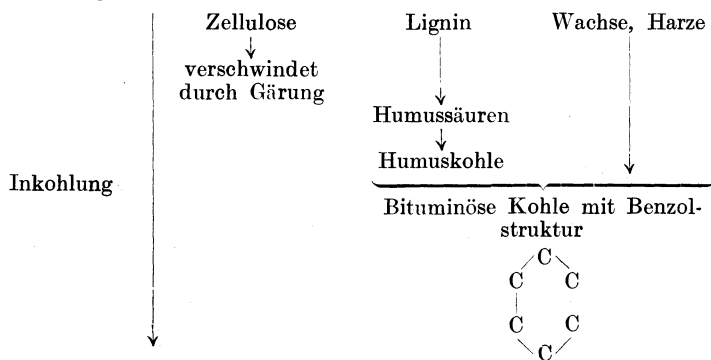 Zellulose Lignin Wachse, Harze
verschwindet
durch Gärung
Humussäuren
Humuskohle
Inkohlung
Bituminöse Kohle mit Benzol-
struktur
C
C C
C C
C